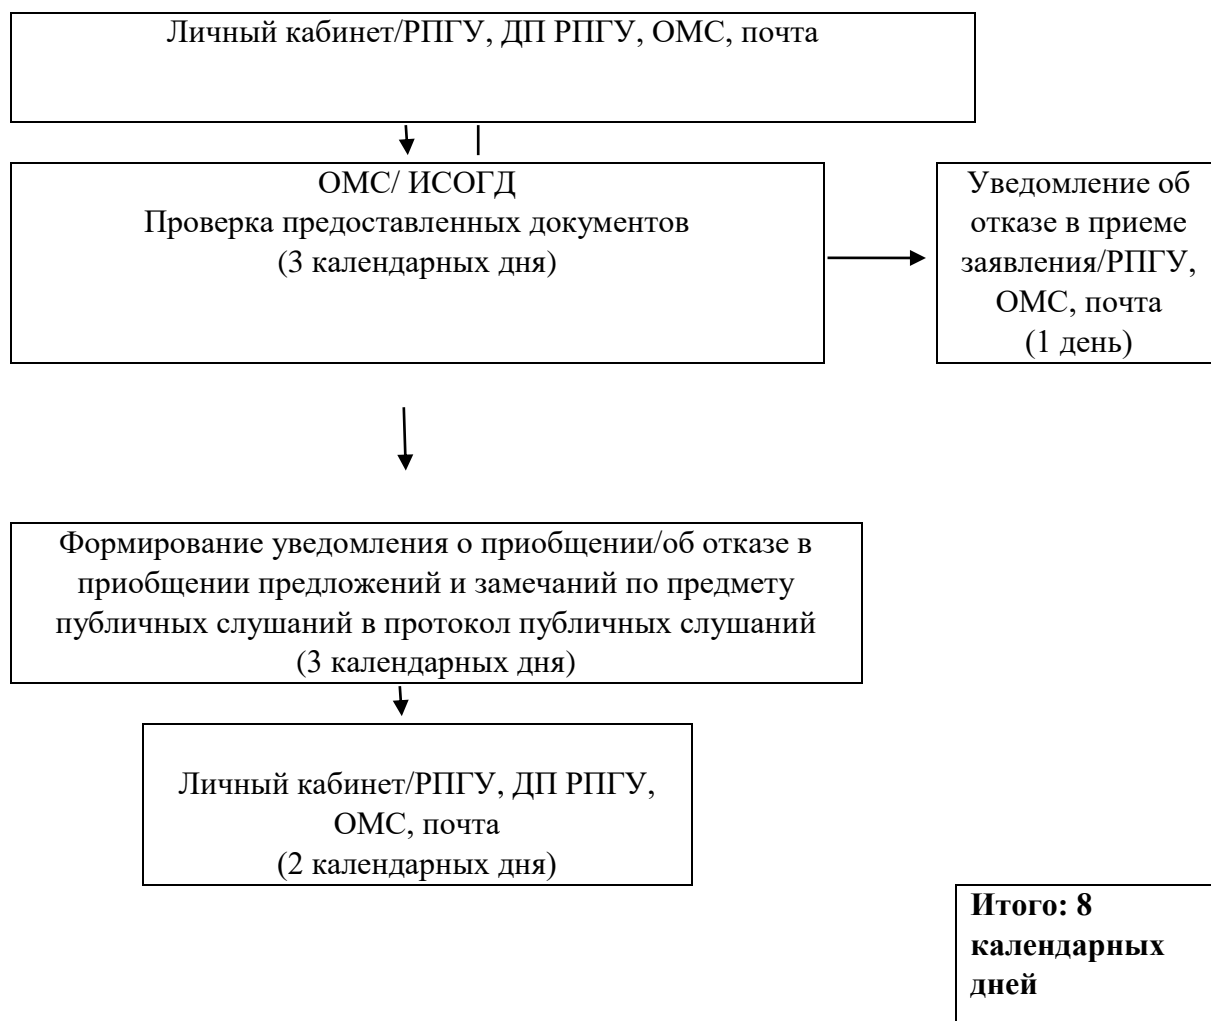 Личный кабинет/РПГУ, ДП РПГУ, ОМС, почта
ОМС/ ИСОГД
Проверка предоставленных документов
(3 календарных дня)
Уведомление об
отказе в приеме
заявления/РПГУ,
ОМС, почта
(1 день)
Формирование уведомления о приобщении/об отказе в
приобщении предложений и замечаний по предмету
публичных слушаний в протокол публичных слушаний
(3 календарных дня)
Личный кабинет/РПГУ, ДП РПГУ,
ОМС, почта
(2 календарных дня)
Итого: 8
календарных
дней